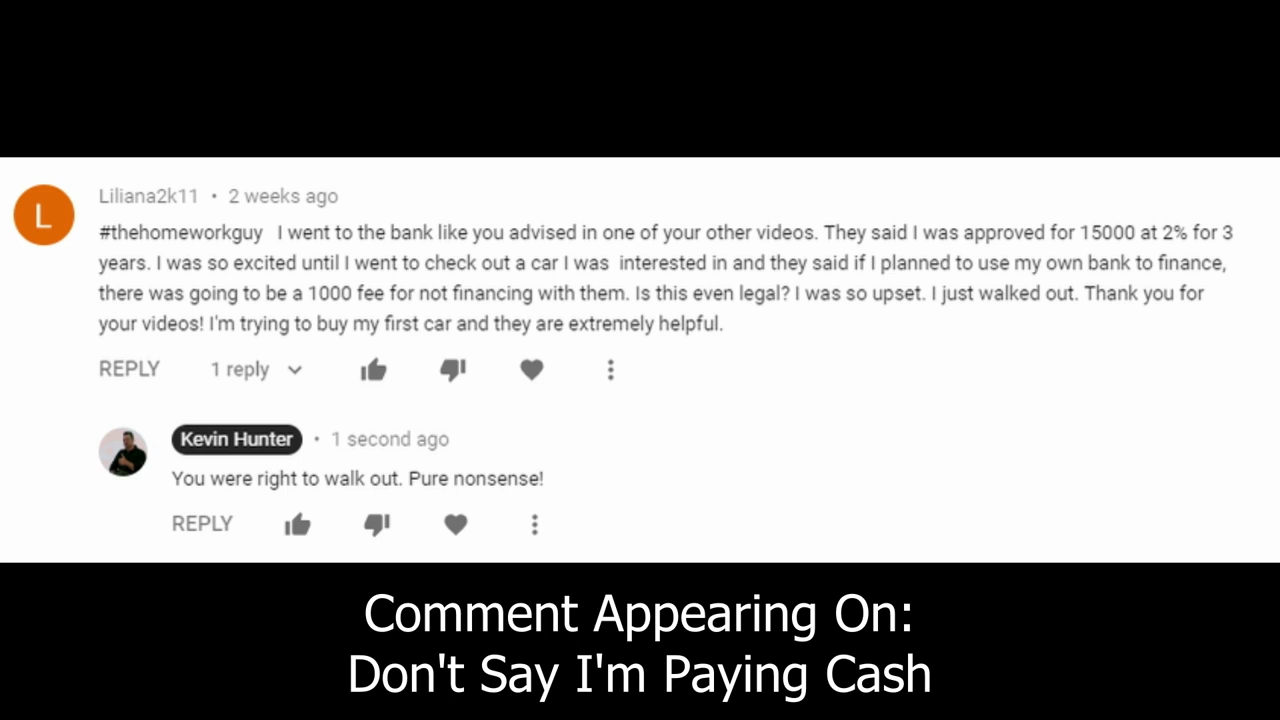 L
Liliana2k11 • 2 weeks ago
#thehomeworkguy I went to the bank like you advised in one of your other videos. They said I was approved for 15000 at 2% for 3
years. I was so excited until I went to check out a car I was interested in and they said if I planned to use my own bank to finance,
there was going to be a 1000 fee for not financing with them. Is this even legal? I was so upset. I just walked out. Thank you for
your videos! I'm trying to buy my first car and they are extremely helpful.
REPLY 1 reply
Kevin Hunter • 1 second ago
You were right to walk out. Pure nonsense!
REPLY
Comment Appearing On:
Don't Say I'm Paying Cash